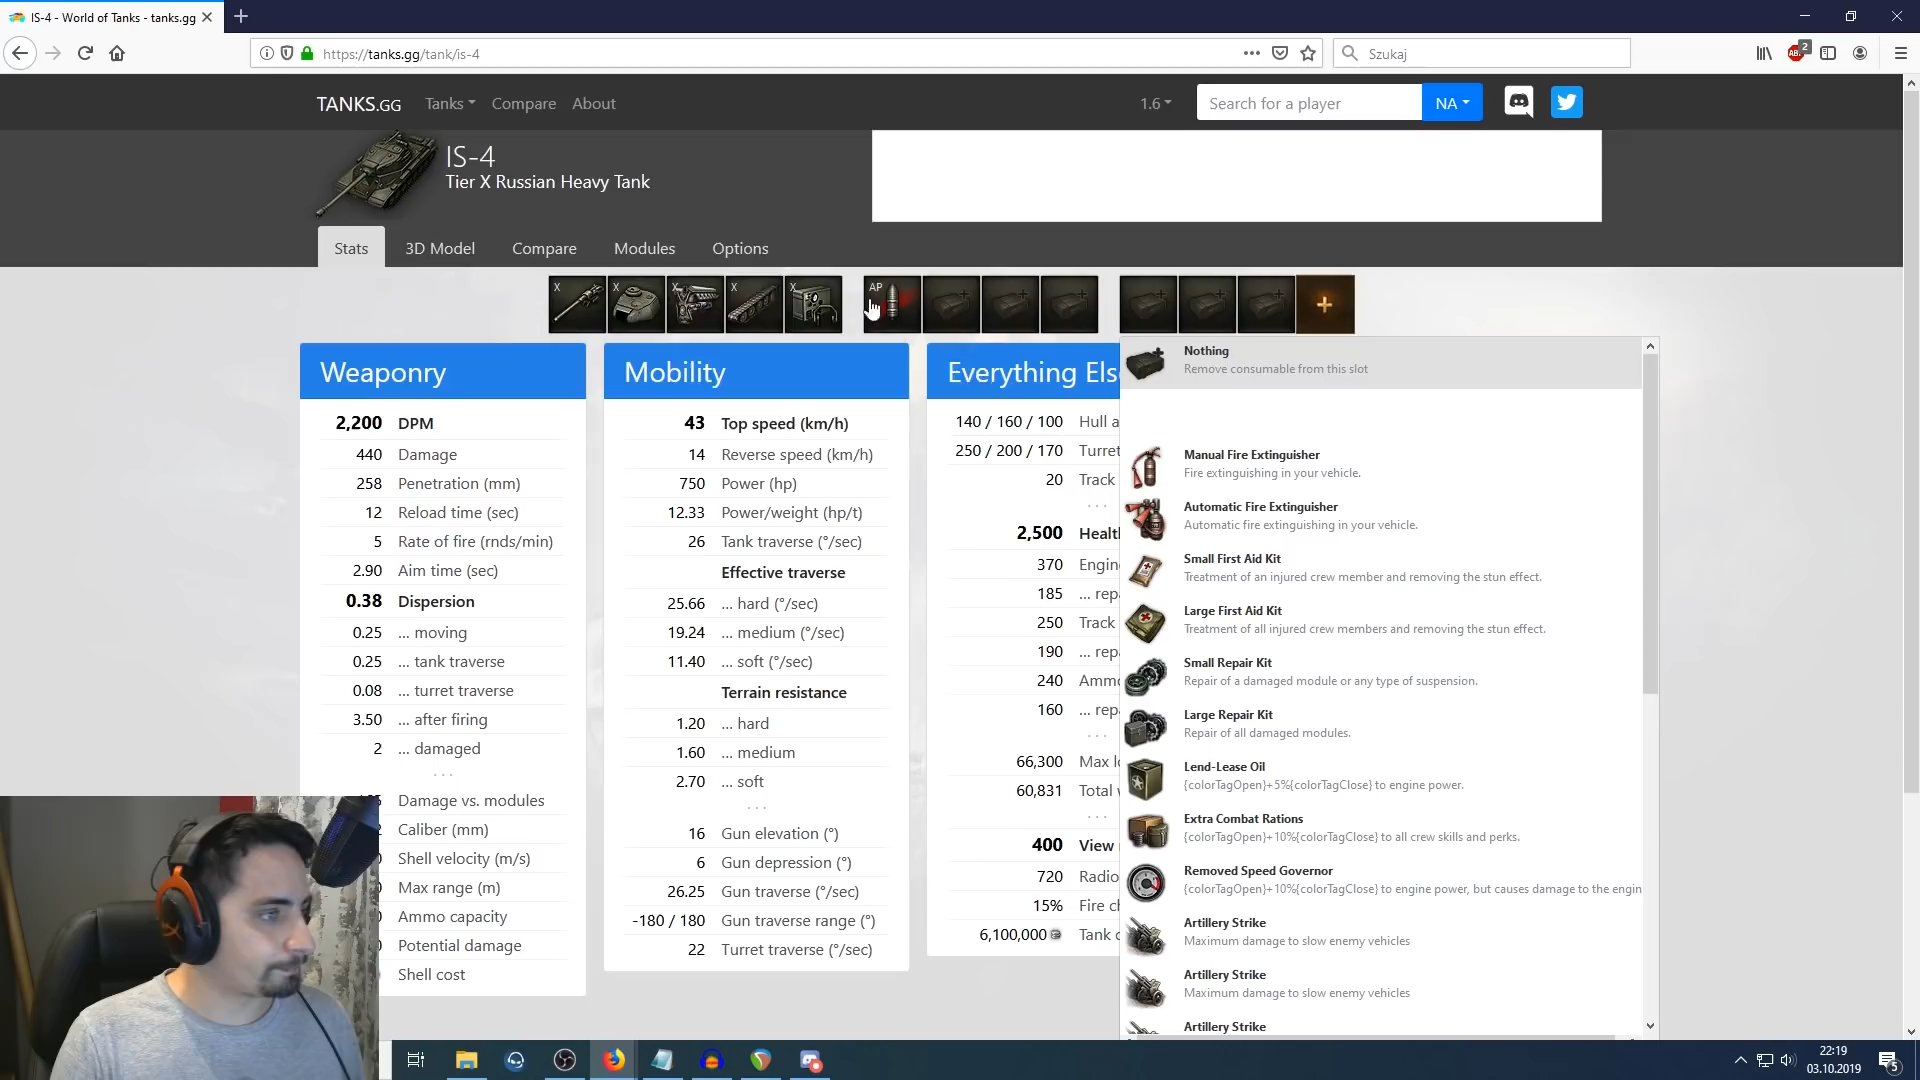 IS-4 - World of Tanks - tanks.gg
https://tanks.gg/tank/is-4
Szukaj
2
TANKS.GG
Tanks
Compare
About
1.6
Search for a player
NA
IS-4
Tier X Russian Heavy Tank
Stats
3D Model
Compare
Modules
Options
X
X
X
X
X
AP
Weaponry
2,200 DPM
440 Damage
258 Penetration (mm)
12 Reload time (sec)
5 Rate of fire (rnds/min)
2.90 Aim time (sec)
0.38 Dispersion
0.25 ... moving
0.25 ... tank traverse
0.08 ... turret traverse
3.50 ... after firing
2 ... damaged
...
Damage vs. modules
Caliber (mm)
Shell velocity (m/s)
Max range (m)
Ammo capacity
Potential damage
Shell cost
Mobility
43 Top speed (km/h)
14 Reverse speed (km/h)
750 Power (hp)
12.33 Power/weight (hp/t)
26 Tank traverse (°/sec)
Effective traverse
25.66 ... hard (°/sec)
19.24 ... medium (°/sec)
11.40 ... soft (°/sec)
Terrain resistance
1.20 ... hard
1.60 ... medium
2.70 ... soft
...
16 Gun elevation (°)
6 Gun depression (°)
26.25 Gun traverse (°/sec)
-180 / 180 Gun traverse range (°)
22 Turret traverse (°/sec)
Everything Els
140 / 160 / 100 Hull a
250 / 200 / 170 Turret
20 Track
...
2,500 Healt
370 Engin
185 ... rep
250 Track
190 ... rep
240 Ammo
160 ... rep
...
66,300 Max l
60,831 Total
...
400 View
720 Radio
15% Fire ch
6,100,000 Tank c
Nothing
Remove consumable from this slot
Manual Fire Extinguisher
Fire extinguishing in your vehicle.
Automatic Fire Extinguisher
Automatic fire extinguishing in your vehicle.
Small First Aid Kit
Treatment of an injured crew member and removing the stun effect.
Large First Aid Kit
Treatment of all injured crew members and removing the stun effect.
Small Repair Kit
Repair of a damaged module or any type of suspension.
Large Repair Kit
Repair of all damaged modules.
Lend-Lease Oil
{colorTagOpen}+5%{colorTagClose} to engine power.
Extra Combat Rations
{colorTagOpen}+10%{colorTagClose} to all crew skills and perks.
Removed Speed Governor
{colorTagOpen}+10%{colorTagClose} to engine power, but causes damage to the engin
Artillery Strike
Maximum damage to slow enemy vehicles
Artillery Strike
Maximum damage to slow enemy vehicles
Artillery Strike
22:19
03.10.2019
5